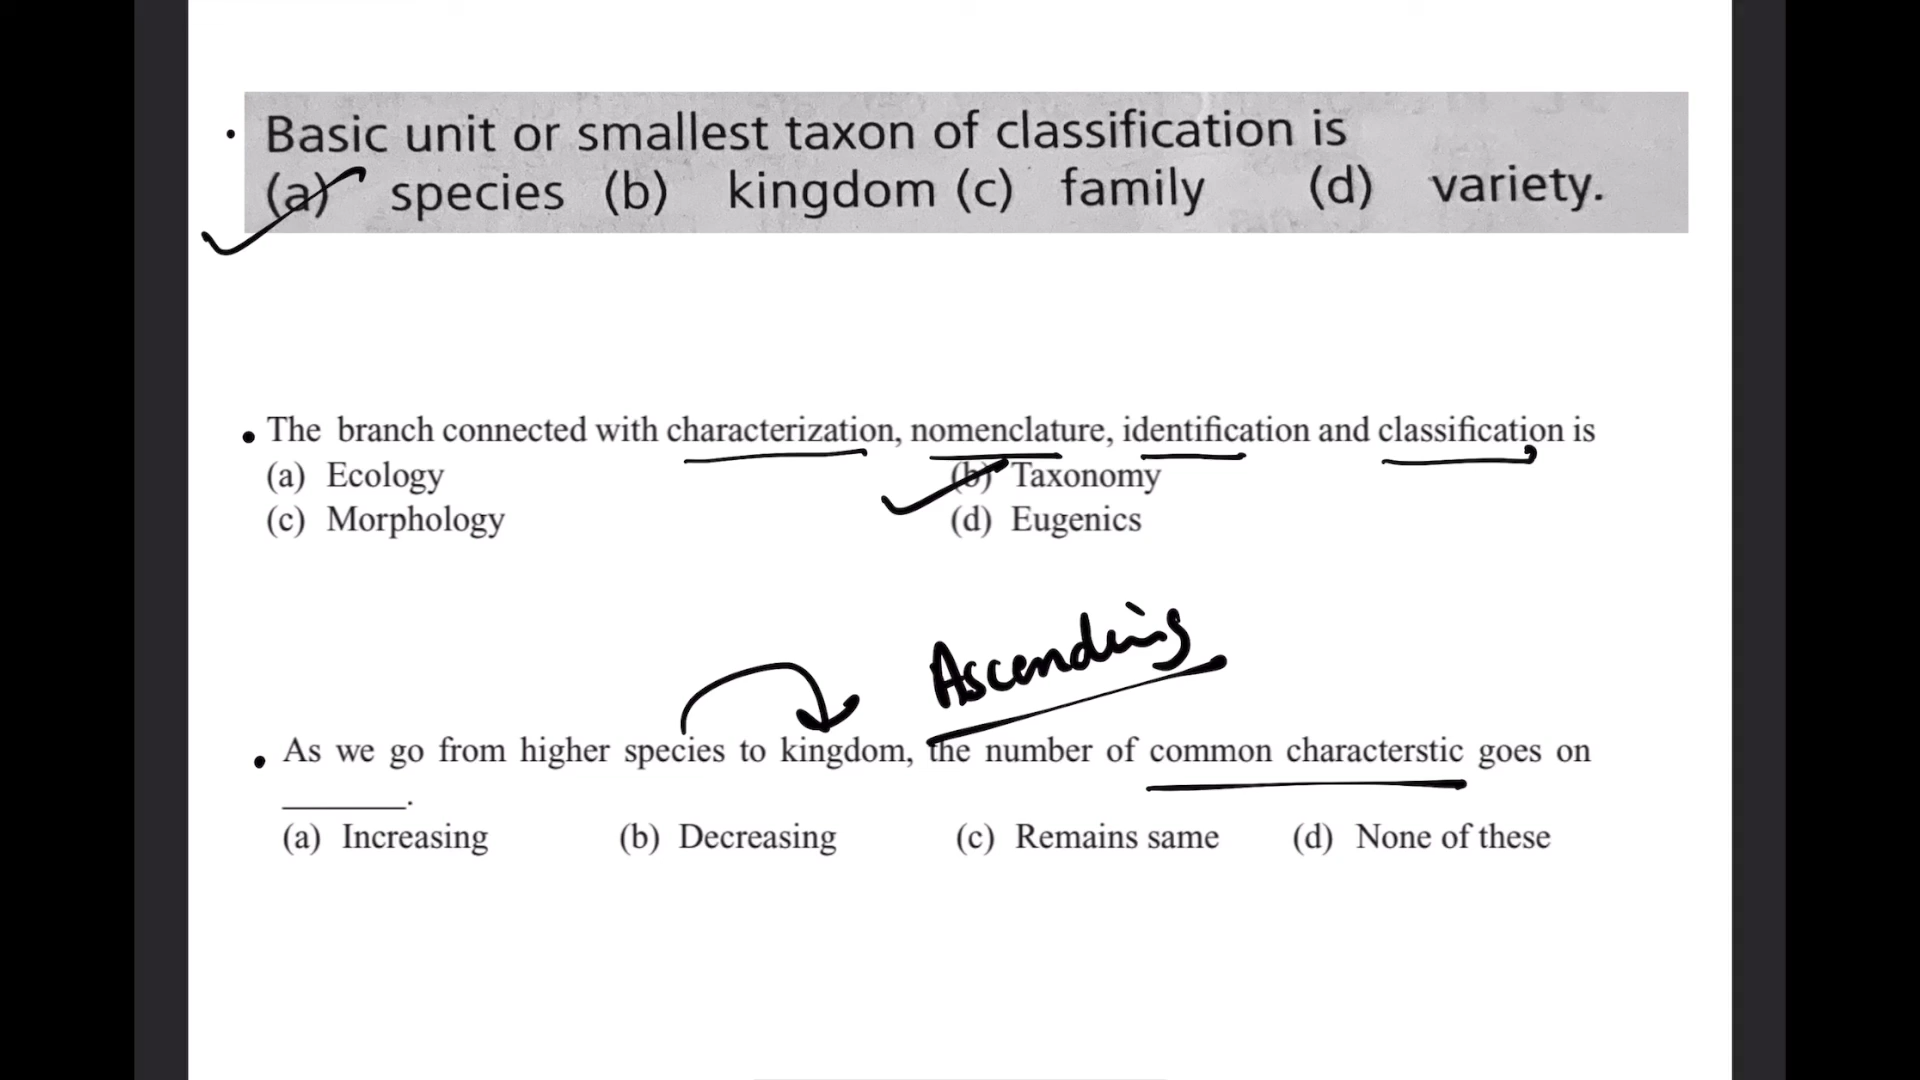 · Basic unit or smallest taxon of classification is
(a) species (b) kingdom (c) family (d) variety.
• The branch connected with characterization, nomenclature, identification and classification is
(a) Ecology (b) Taxonomy
(c) Morphology (d) Eugenics
Ascending
• As we go from higher species to kingdom, the number of common characterstic goes on
________.
(a) Increasing (b) Decreasing (c) Remains same (d) None of these